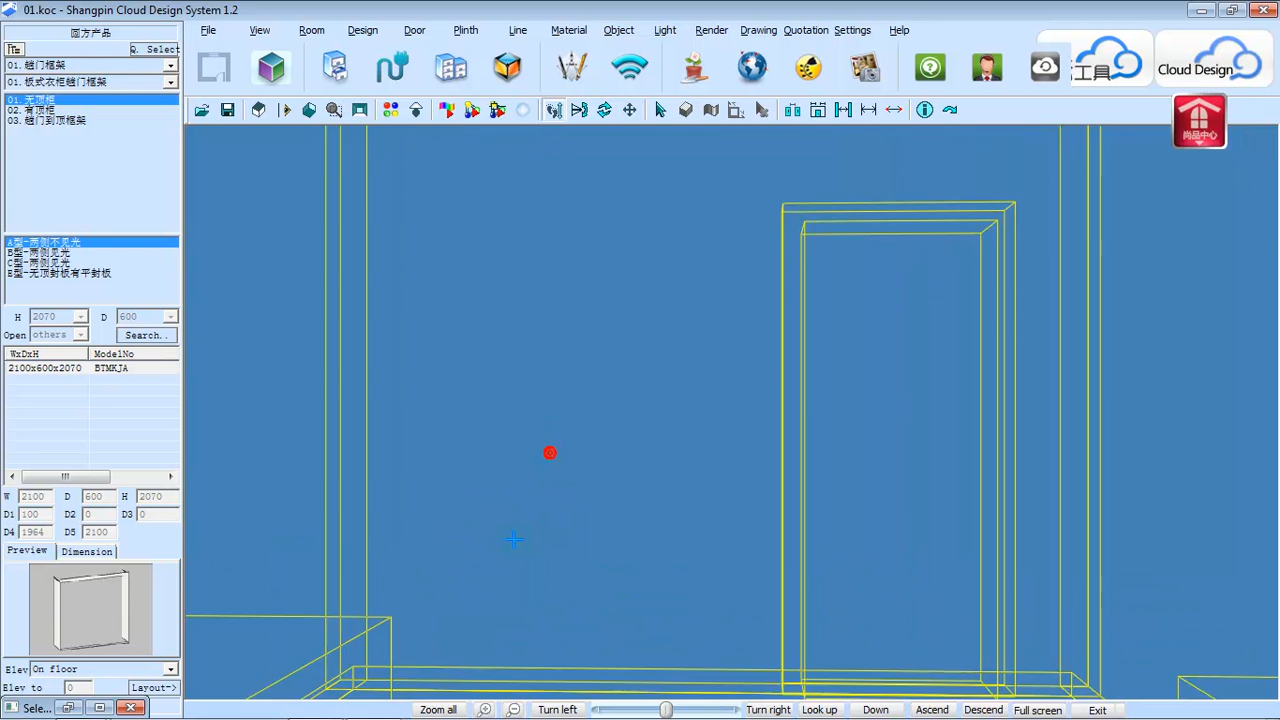 01.koc - Shangpin Cloud Design System 1.2
圆方产品
Q. Select
01. 趟门框架
01. 板式衣柜趟门框架
01. 无顶柜
02. 有顶柜
03. 趟门到顶框架
A型-两侧不见光
B型-两侧见光
C型-两侧见光
E型-无顶封板有平封板
H 2070 D 600
Open others Search..
WxDxH ModelNo
2100x600x2070 BTMKJA
W 2100 D 600 H 2070
D1 100 D2 0 D3 0
D4 1964 D5 2100
Preview Dimension
Elev On floor
Elev to 0 Layout->
Sele...
File View Room Design Door Plinth Line Material Object Light Render Drawing Quotation Settings Help
工具
Cloud Design
尚品中心
Zoom all Turn left Turn right Look up Down Ascend Descend Full screen Exit